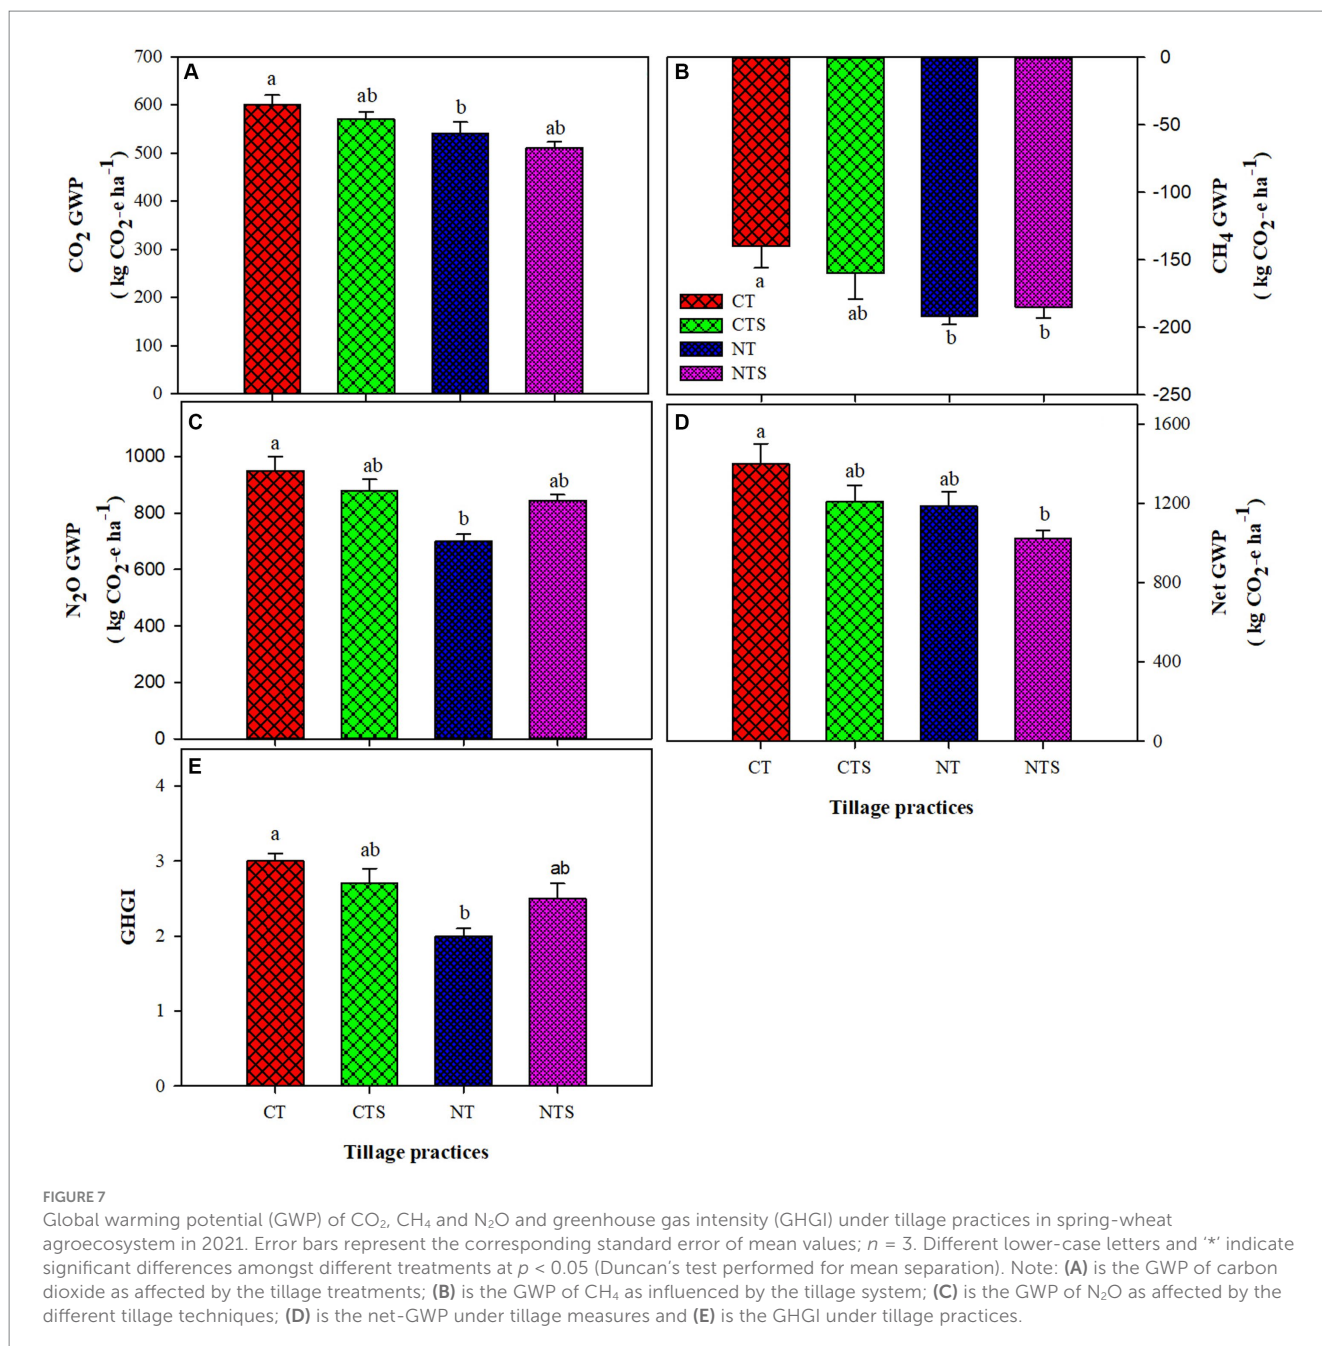 A
700
600
500
400
300
200
100
0
CO2 GWP
( kg CO2-e ha-1)
a
ab
b
ab
B
0
-50
-100
-150
-200
-250
CH4 GWP
( kg CO2-e ha-1)
a
ab
b
b
CT
CTS
NT
NTS
C
1000
800
600
400
200
0
N2O GWP
( kg CO2-e ha-1)
a
ab
b
ab
D
1600
1200
800
400
0
Net GWP
( kg CO2-e ha-1)
a
ab
ab
b
CT CTS NT NTS
Tillage practices
E
4
3
2
1
0
GHGI
a
ab
b
ab
CT CTS NT NTS
Tillage practices
FIGURE 7
Global warming potential (GWP) of CO2, CH4 and N2O and greenhouse gas intensity (GHGI) under tillage practices in spring-wheat
agroecosystem in 2021. Error bars represent the corresponding standard error of mean values; n = 3. Different lower-case letters and '*' indicate
significant differences amongst different treatments at p < 0.05 (Duncan's test performed for mean separation). Note: (A) is the GWP of carbon
dioxide as affected by the tillage treatments; (B) is the GWP of CH4 as influenced by the tillage system; (C) is the GWP of N2O as affected by the
different tillage techniques; (D) is the net-GWP under tillage measures and (E) is the GHGI under tillage practices.